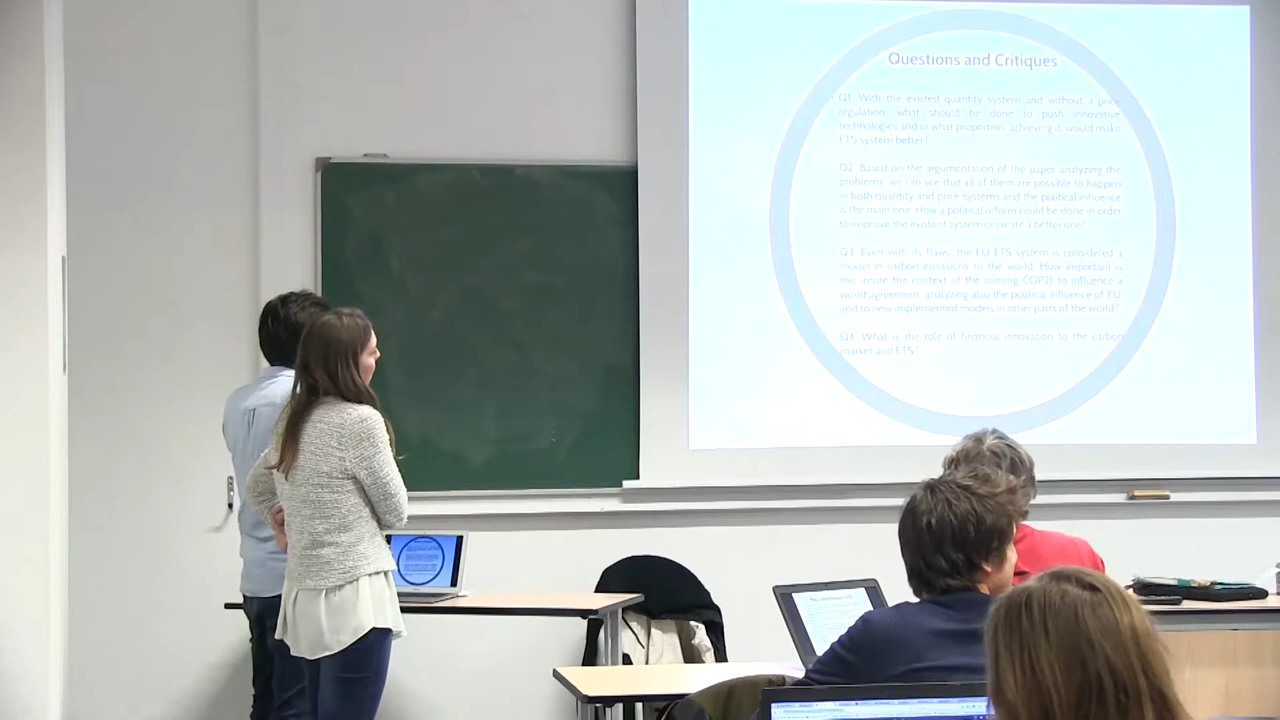 Questions and Critiques
Q1: With the existed quantity system and without a price
regulation, what should be done to push innovative
technologies and in what proportion, achieving it, would make
ETS system better?
Q2: Based on the argumentation of the paper analyzing the
problems, we can see that all of them are possible to happen
in both quantity and price systems and the political influence
is the main one. How a political reform could be done in order
to improve the existent system or create a better one?
Q3: Even with its flaws, the EU ETS system is considered a
model in carbon emissions to the world. How important is
this inside the context of the coming COP21 to influence a
world agreement, analyzing also the political influence of EU
and to new implemented models in other parts of the world?
Q4: What is the role of financial innovation to the carbon
market and ETS?